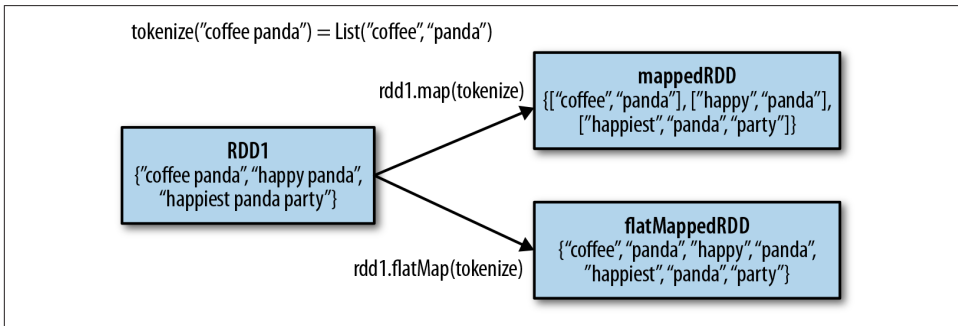 tokenize(”coffee panda”) = List(”coffee”,“panda”)
rdd1.map(tokenize)
mappedRDD
{[“coffee”,“panda”], [”happy”,“panda”],
[”happiest”,“panda”,“party”]}
RDD1
{”coffee panda”,“happy panda”,
“happiest panda party”}
rdd1.flatMap(tokenize)
flatMappedRDD
{“coffee”,“panda”,”happy”,“panda”,
”happiest”,“panda”,“party”}